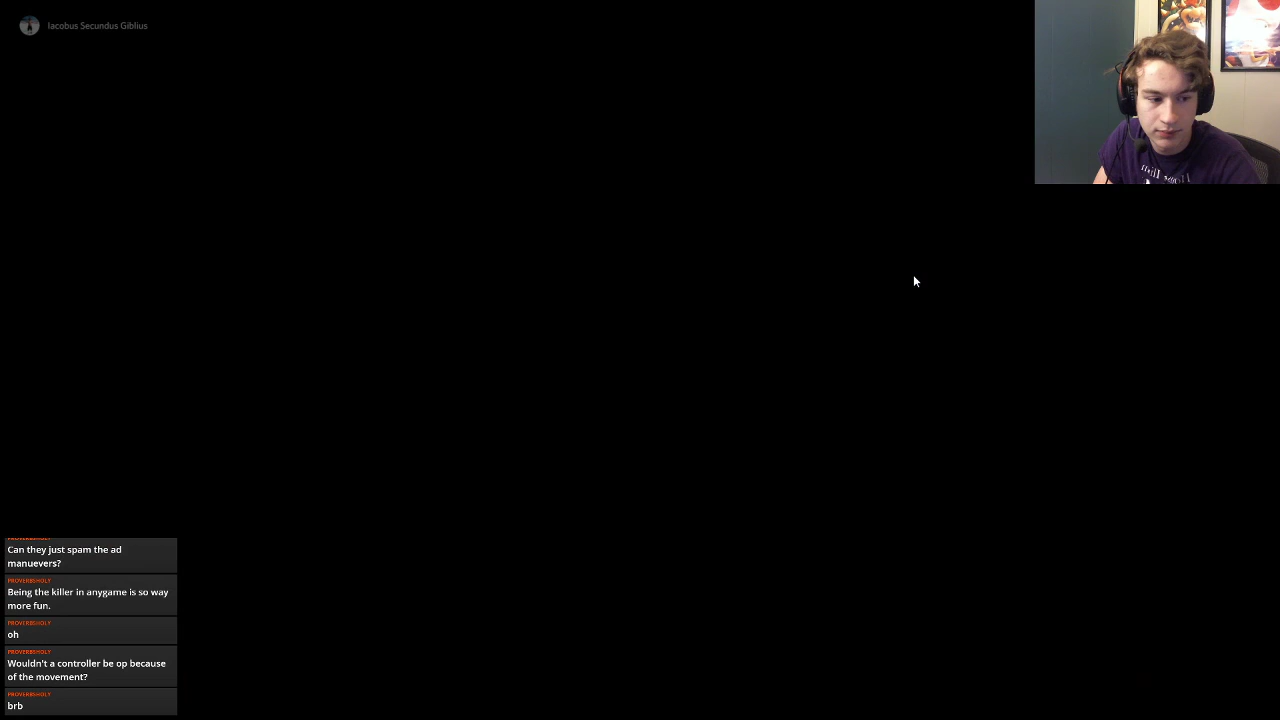 Iacobus Secundus Giblius
PROVERBSHOLY
Can they just spam the ad
manuevers?
PROVERBSHOLY
Being the killer in anygame is so way
more fun.
PROVERBSHOLY
oh
PROVERBSHOLY
Wouldn't a controller be op because
of the movement?
PROVERBSHOLY
brb